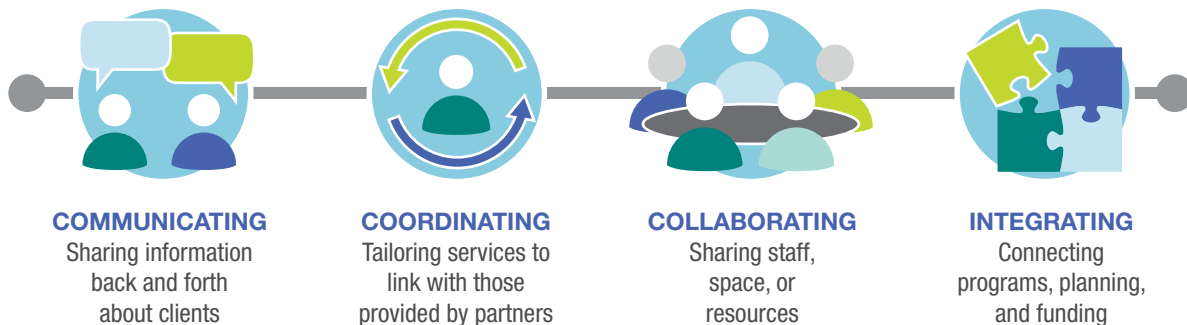 COMMUNICATING
Sharing information
back and forth
about clients
COORDINATING
Tailoring services to
link with those
provided by partners
COLLABORATING
Sharing staff,
space, or
resources
INTEGRATING
Connecting
programs, planning,
and funding